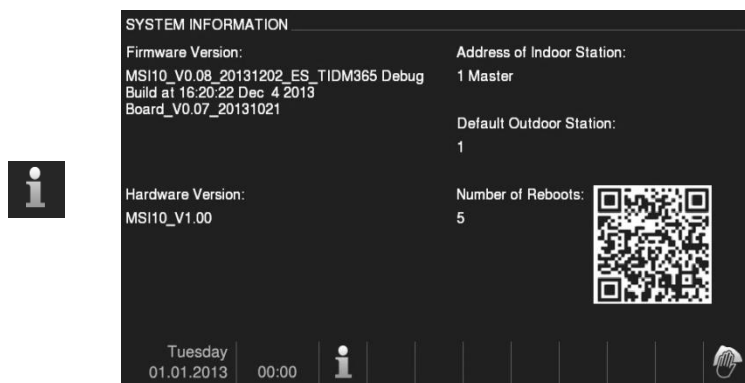 SYSTEM INFORMATION
Firmware Version:
MSI10_V0.08_20131202_ES_TIDM365 Debug
Build at 16:20:22 Dec 4 2013
Board_V0.07_20131021
Address of Indoor Station:
1 Master
Default Outdoor Station:
1
Hardware Version:
MSI10_V1.00
Number of Reboots:
5
Tuesday
01.01.2013
00:00